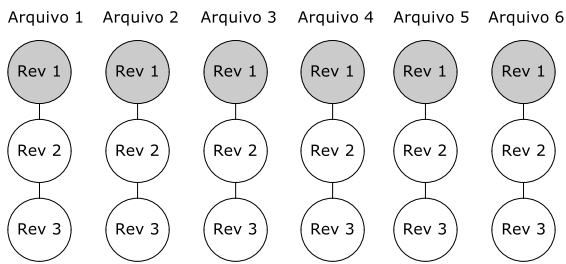 Arquivo 1 Arquivo 2 Arquivo 3 Arquivo 4 Arquivo 5 Arquivo 6
Rev 1 Rev 1 Rev 1 Rev 1 Rev 1 Rev 1
Rev 2 Rev 2 Rev 2 Rev 2 Rev 2 Rev 2
Rev 3 Rev 3 Rev 3 Rev 3 Rev 3 Rev 3